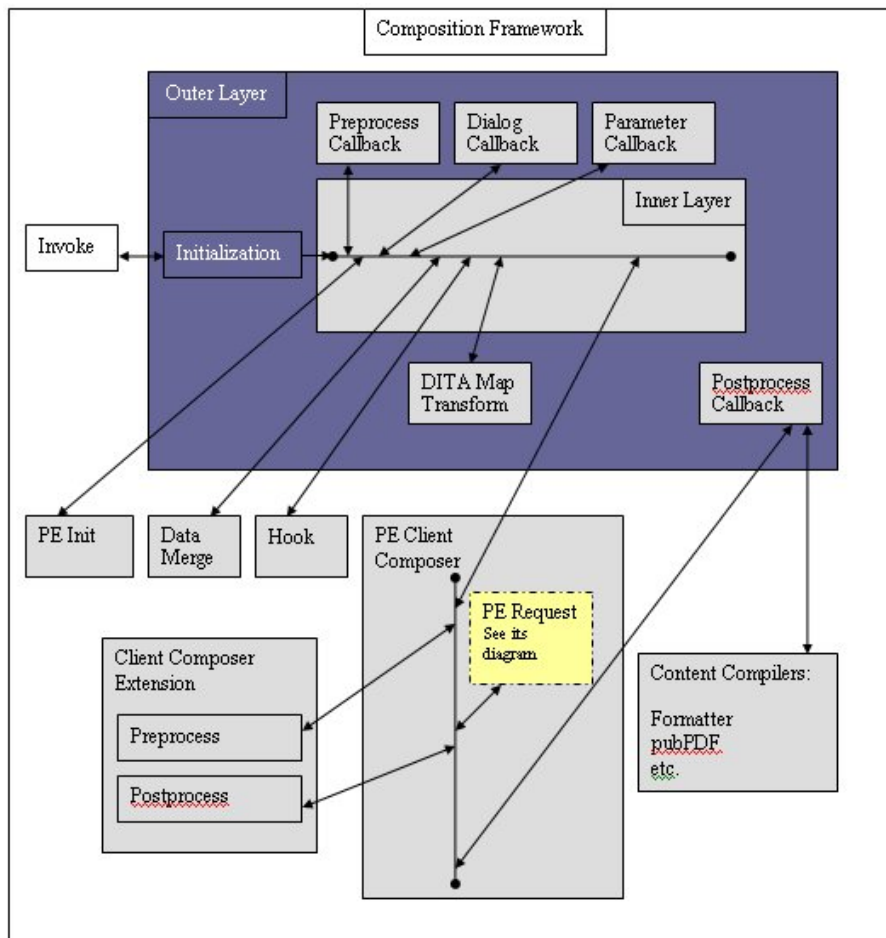 Composition Framework
Outer Layer
Preprocess
Callback
Dialog
Callback
Parameter
Callback
Inner Layer
Invoke
Initialization
DITA Map
Transform
Postprocess
Callback
PE Init
Data
Merge
Hook
PE Client
Composer
PE Request
See its
diagram
Client Composer
Extension
Preprocess
Postprocess
Content Compilers:
Formatter
pubPDF
etc.